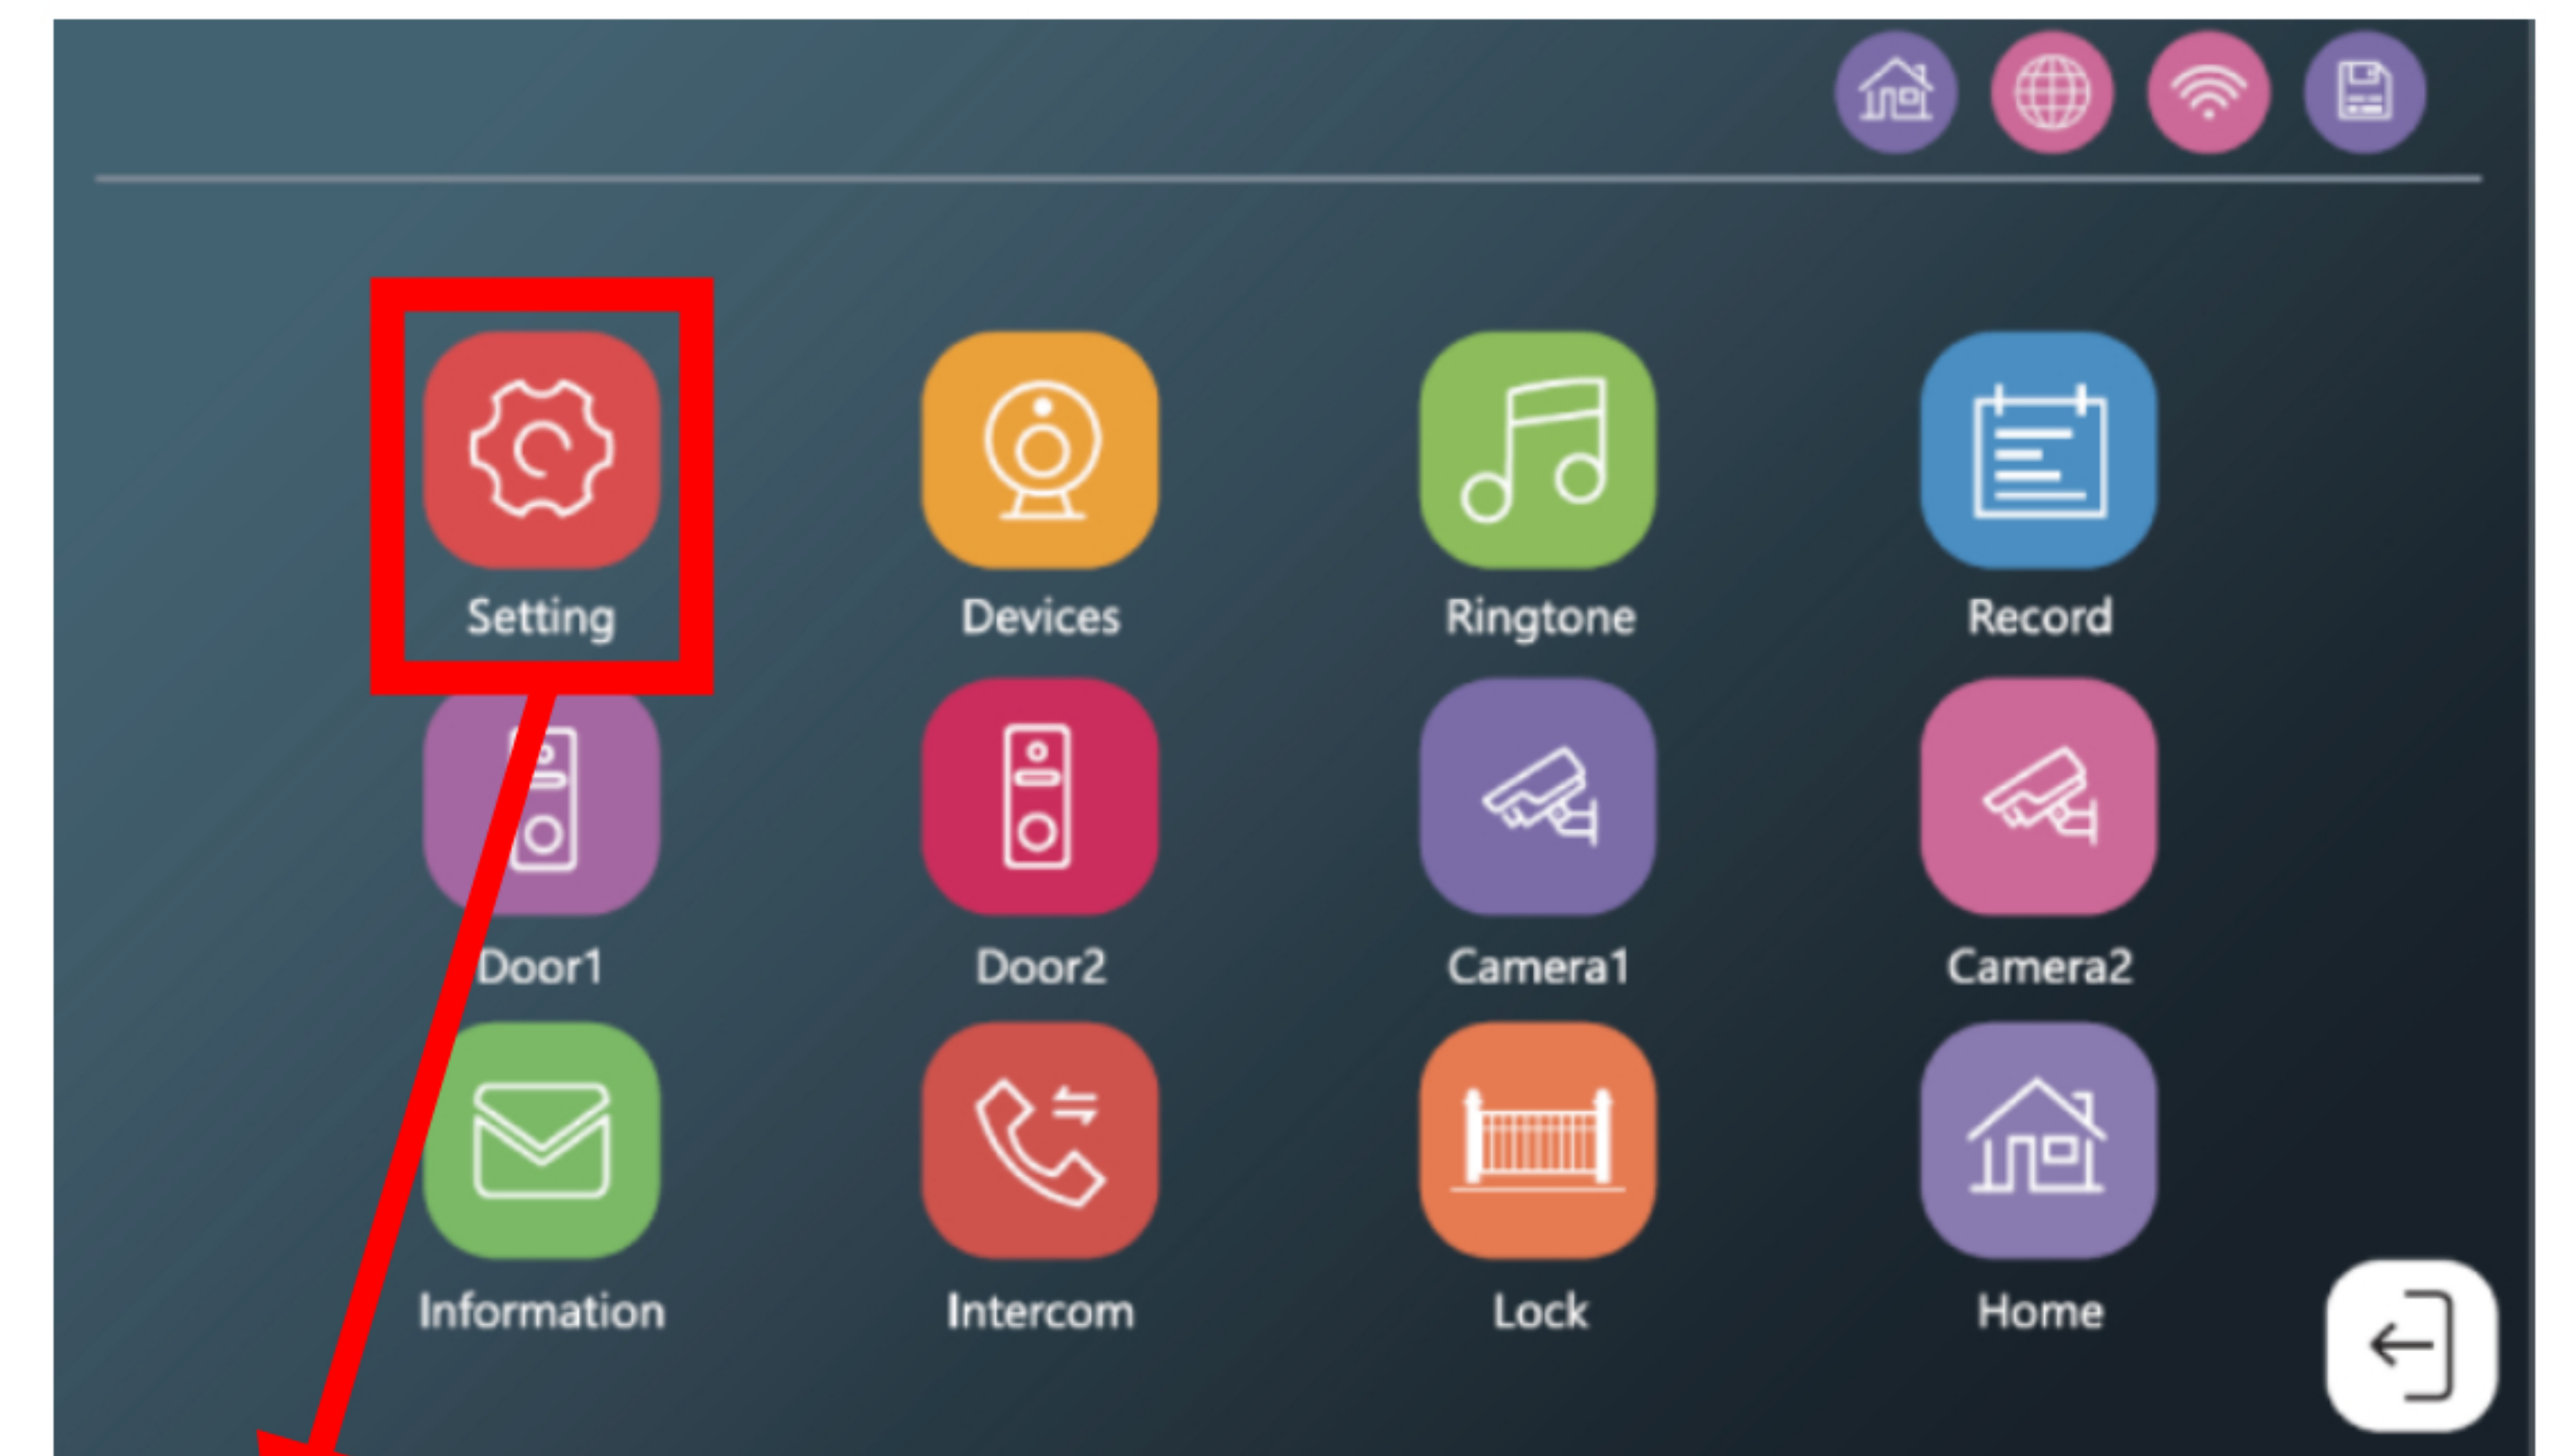 Setting Devices Ringtone Record
Door1 Door2 Camera1 Camera2
Information Intercom Lock Home